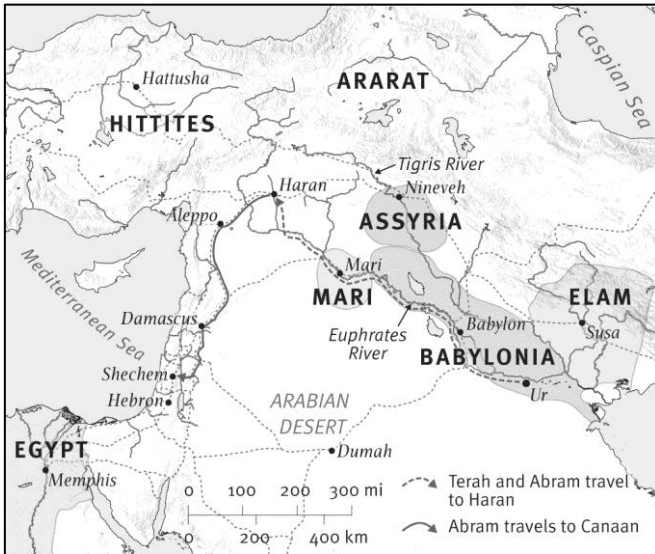 Hattusha
HITTITES
ARARAT
Caspian Sea
Tigris River
Haran
Nineveh
Aleppo
ASSYRIA
Mediterranean Sea
Mari
MARI
ELAM
Damascus
Euphrates
River
Babylon
Susa
BABYLONIA
Shechem
Hebron
Ur
ARABIAN
DESERT
EGYPT
Dumah
Memphis
0 100 200 300 mi
0 200 400 km
Terah and Abram travel
to Haran
Abram travels to Canaan